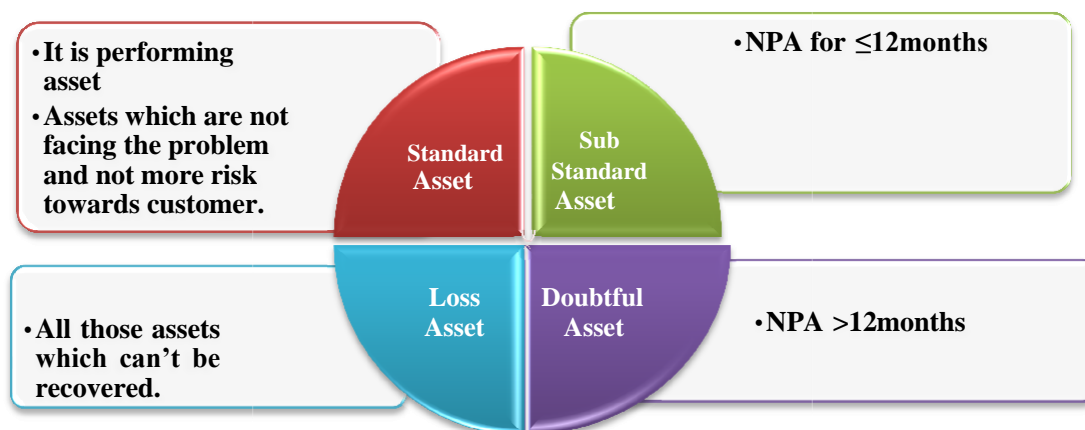 • It is performing
asset
• Assets which are not
facing the problem
and not more risk
towards customer.
• NPA for ≤12months
Standard
Asset
Sub
Standard
Asset
Loss
Asset
Doubtful
Asset
• All those assets
which can’t be
recovered.
• NPA >12months